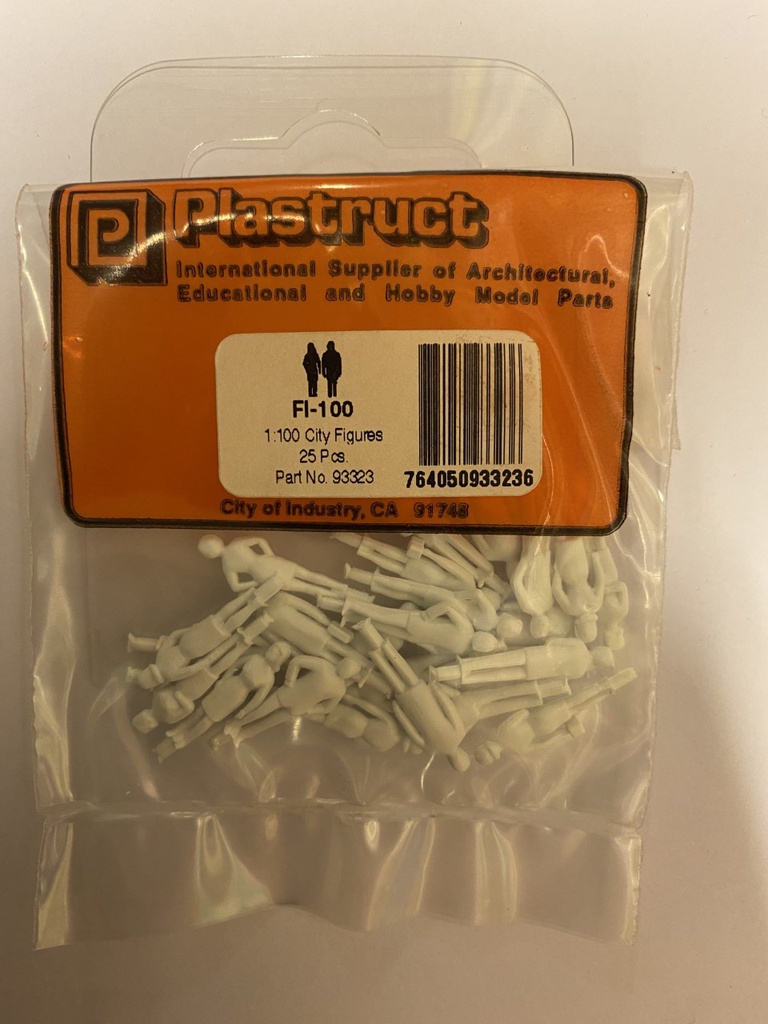 P Plastruct
International Supplier of Architectural,
Educational and Hobby Model Parts
FI-100
1:100 City Figures
25 Pcs.
Part No. 93323
764050933236
City of Industry, CA 91748